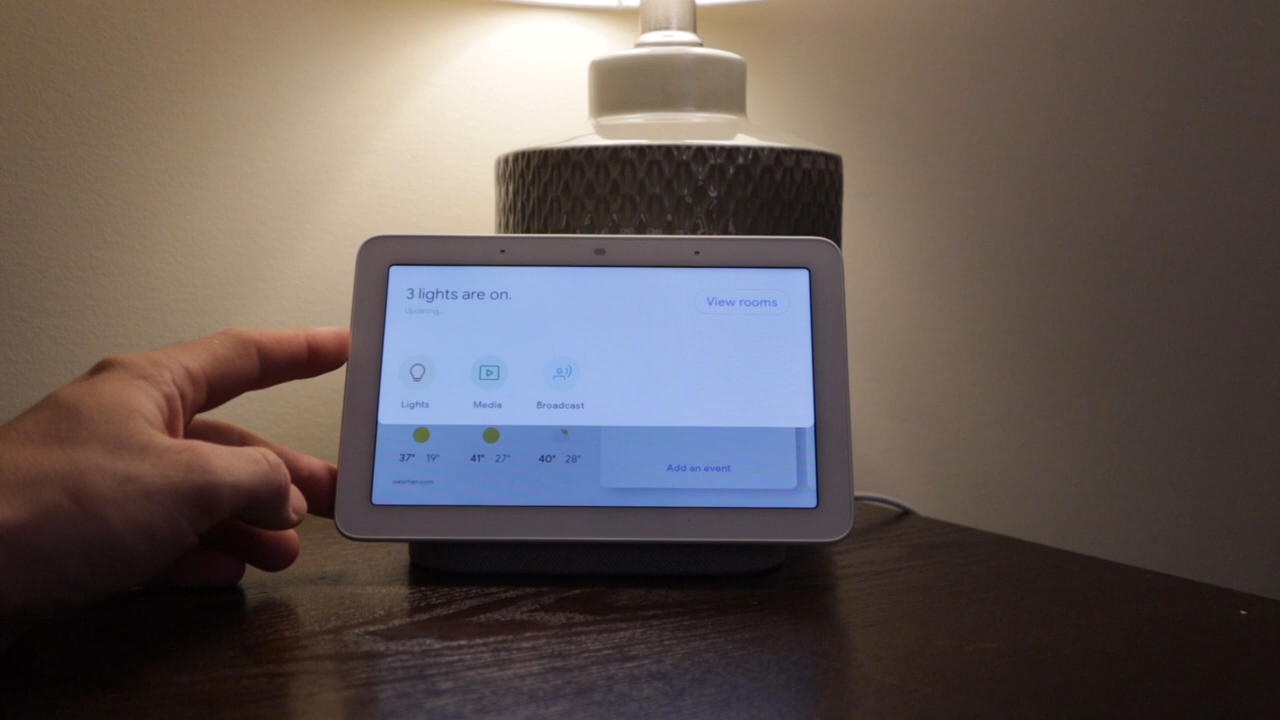 3 lights are on.
View rooms
Updating...
Lights Media Broadcast
37° 19° 41° 27° 40° 28°
Add an event
weather.com